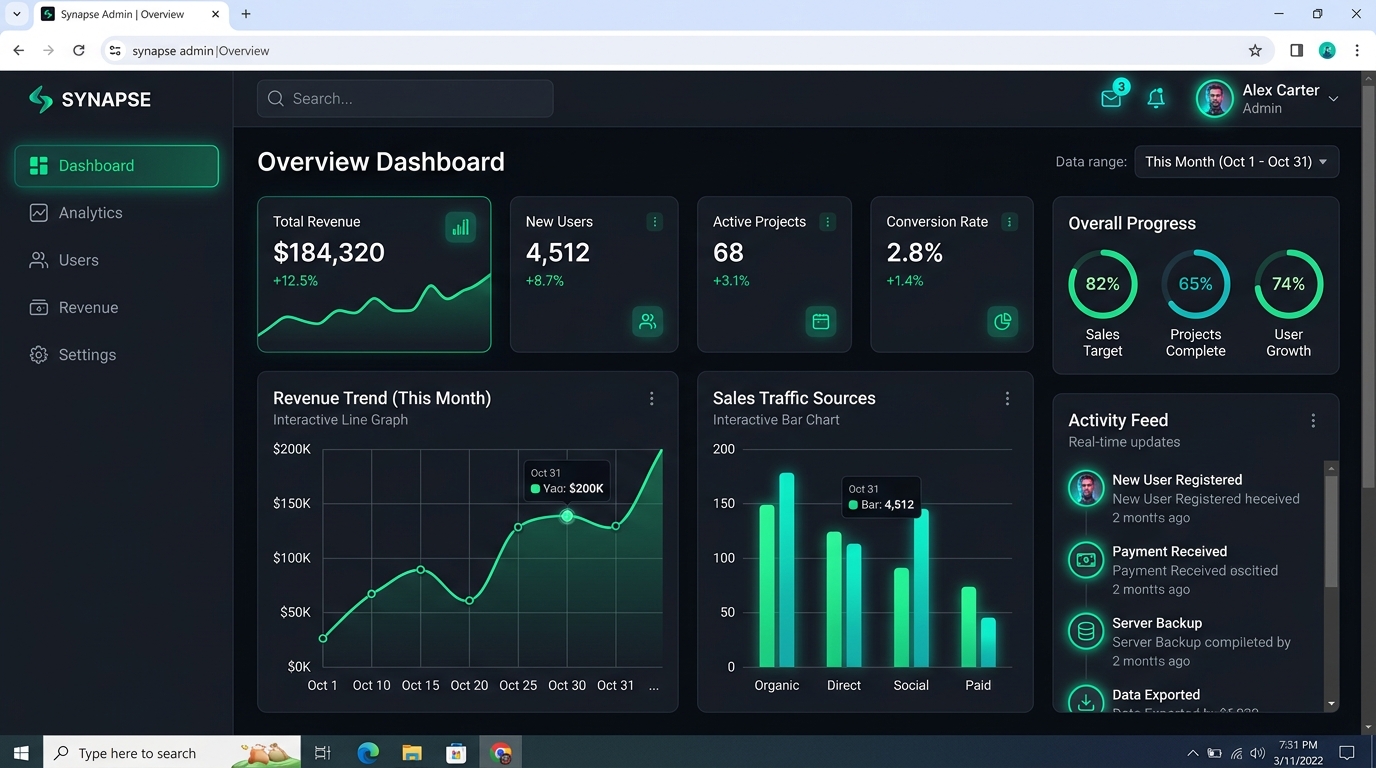 Synapse Admin | Overview
synapse admin|Overview
SYNAPSE
Search...
3
Alex Carter
Admin
Dashboard
Analytics
Users
Revenue
Settings
Overview Dashboard
Data range:
This Month (Oct 1 - Oct 31)
Total Revenue
$184,320
+12.5%
New Users
4,512
+8.7%
Active Projects
68
+3.1%
Conversion Rate
2.8%
+1.4%
Overall Progress
82%
Sales
Target
65%
Projects
Complete
74%
User
Growth
Revenue Trend (This Month)
Interactive Line Graph
$200K
$150K
$100K
$50K
$0K
Oct 31
Yao: $200K
Oct 1 Oct 10 Oct 15 Oct 20 Oct 25 Oct 30 Oct 31 ...
Sales Traffic Sources
Interactive Bar Chart
200
150
100
50
0
Oct 31
Bar: 4,512
Organic Direct Social Paid
Activity Feed
Real-time updates
New User Registered
New User Registered heceived
2 months ago
Payment Received
Payment Received oscitied
2 months ago
Server Backup
Server Backup compileted by
2 months ago
Data Exported
Data Exported by
Type here to search
7:31 PM
3/11/2022